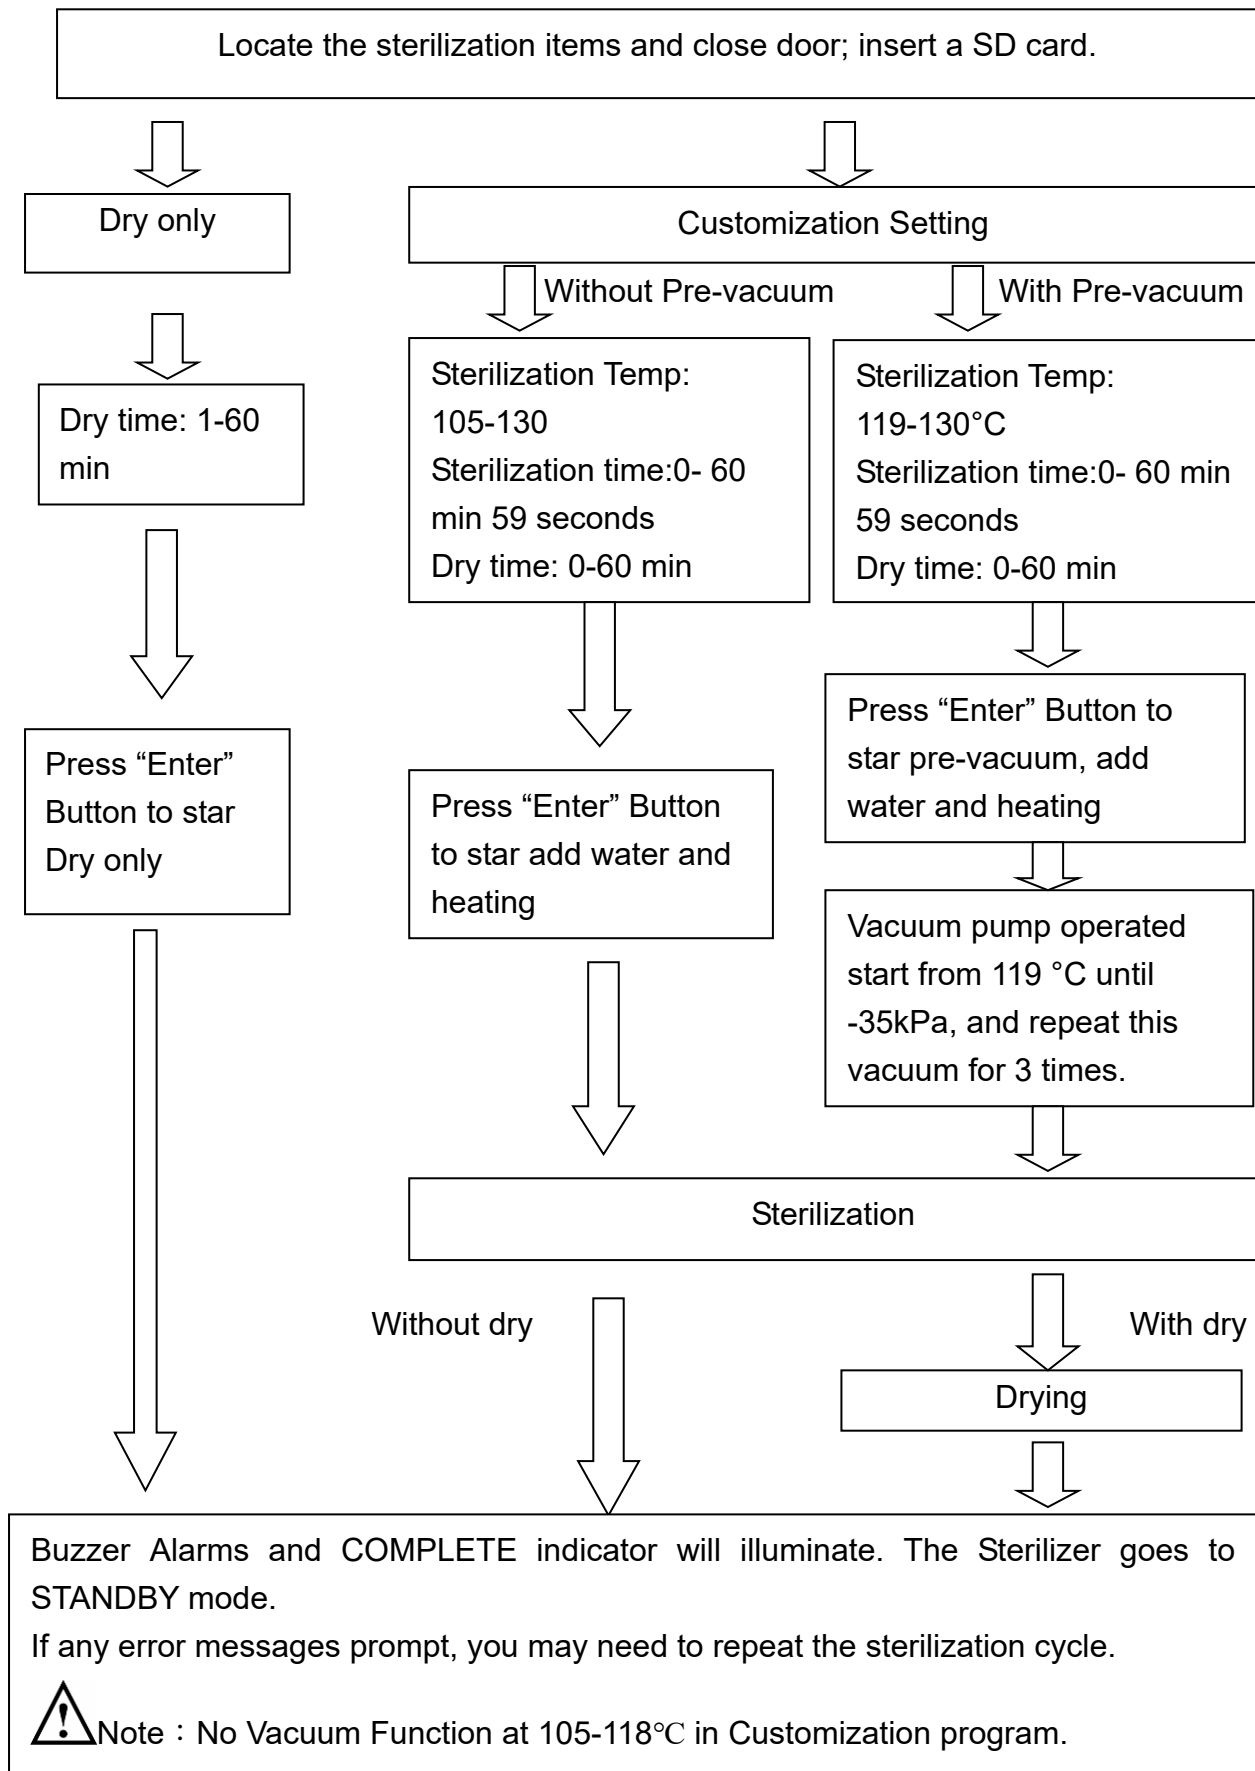 Locate the sterilization items and close door; insert a SD card.
Dry only
Customization Setting
Without Pre-vacuum
With Pre-vacuum
Dry time: 1-60
min
Sterilization Temp:
105-130
Sterilization time:0- 60
min 59 seconds
Dry time: 0-60 min
Sterilization Temp:
119-130°C
Sterilization time:0- 60 min
59 seconds
Dry time: 0-60 min
Press “Enter”
Button to star
Dry only
Press “Enter” Button
to star add water and
heating
Press “Enter” Button to
star pre-vacuum, add
water and heating
Vacuum pump operated
start from 119 °C until
-35kPa, and repeat this
vacuum for 3 times.
Sterilization
Without dry
With dry
Drying
Buzzer Alarms and COMPLETE indicator will illuminate. The Sterilizer goes to
STANDBY mode.
If any error messages prompt, you may need to repeat the sterilization cycle.
Note：No Vacuum Function at 105-118℃ in Customization program.